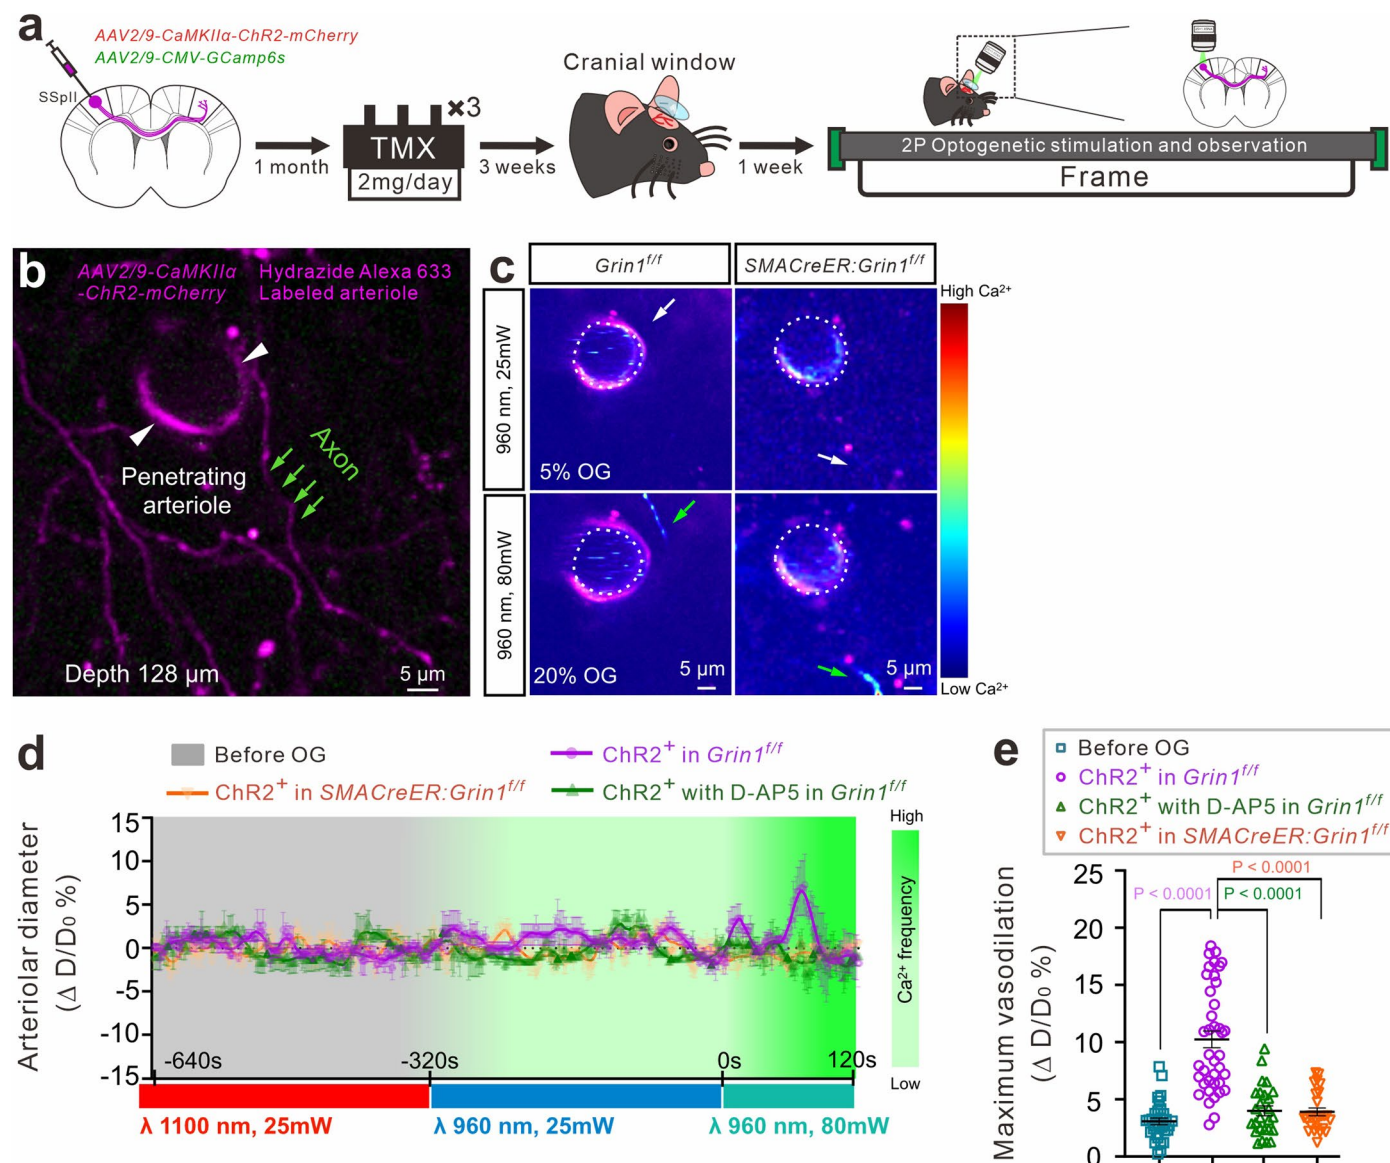 a
AAV2/9-CaMKIIα-ChR2-mCherry
AAV2/9-CMV-GCamp6s
SSpII
1 month
×3
TMX
2mg/day
3 weeks
Cranial window
1 week
2P Optogenetic stimulation and observation
Frame
b
AAV2/9-CaMKIIα
-ChR2-mCherry
Hydrazide Alexa 633
Labeled arteriole
Axon
Penetrating
arteriole
Depth 128 µm
5 µm
c
Grin1f/f
SMACreER:Grin1f/f
960 nm, 25mW
5% OG
960 nm, 80mW
20% OG
5 µm
5 µm
High Ca²⁺
Low Ca²⁺
d
Before OG
ChR2⁺ in Grin1f/f
ChR2⁺ in SMACreER:Grin1f/f
ChR2⁺ with D-AP5 in Grin1f/f
Arteriolar diameter
(Δ D/D₀ %)
15
10
5
0
-5
-10
-15
-640s
-320s
0s
120s
High
Ca²⁺ frequency
Low
λ 1100 nm, 25mW
λ 960 nm, 25mW
λ 960 nm, 80mW
e
Before OG
ChR2⁺ in Grin1f/f
ChR2⁺ with D-AP5 in Grin1f/f
ChR2⁺ in SMACreER:Grin1f/f
Maximum vasodilation
(Δ D/D₀ %)
25
20
15
10
5
0
P < 0.0001
P < 0.0001
P < 0.0001